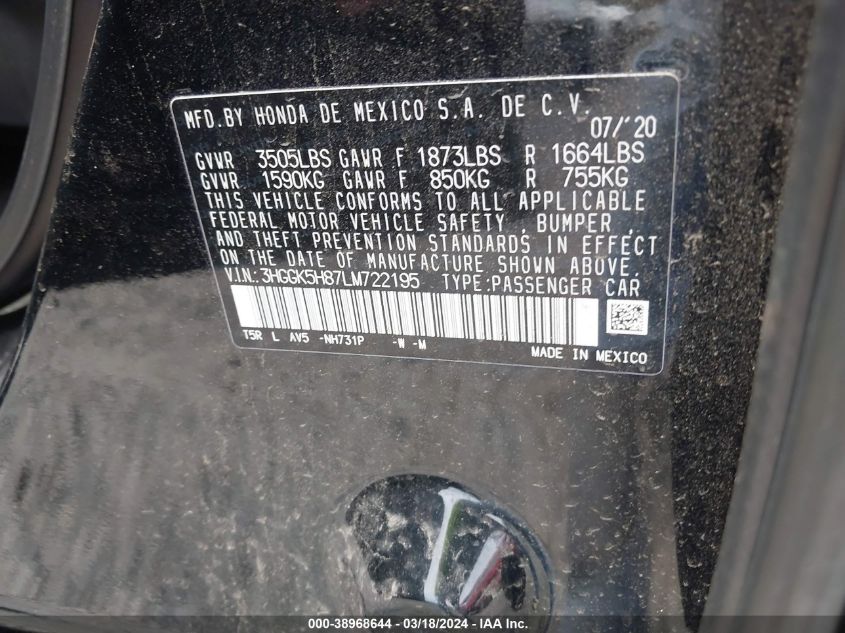 MFD.BY HONDA DE MEXICO S.A. DE C.V.
07/'20
GVWR 3505LBS GAWR F 1873LBS R 1664LBS
GVWR 1590KG GAWR F 850KG R 755KG
THIS VEHICLE CONFORMS TO ALL APPLICABLE
FEDERAL MOTOR VEHICLE SAFETY , BUMPER ,
AND THEFT PREVENTION STANDARDS IN EFFECT
ON THE DATE OF MANUFACTURE SHOWN ABOVE.
V.I.N.: 3HGGK5H87LM722195 TYPE:PASSENGER CAR
T5R L AV5 -NH731P -W -M
MADE IN MEXICO
000-38968644 / 03/18/2024 - IAA Inc.